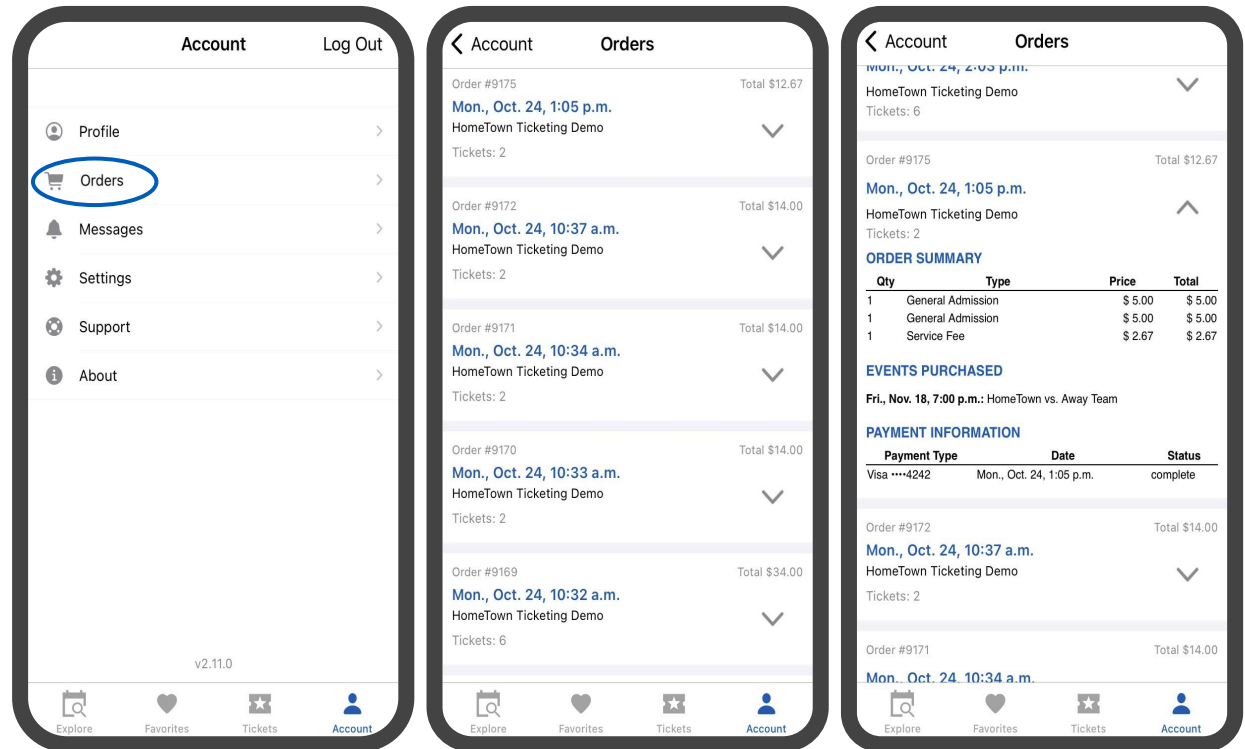 Account Log Out
Profile
Orders
Messages
Settings
Support
About
v2.11.0
Explore Favorites Tickets Account
Account Orders
Order #9175 Total $12.67
Mon., Oct. 24, 1:05 p.m.
HomeTown Ticketing Demo
Tickets: 2
Order #9172 Total $14.00
Mon., Oct. 24, 10:37 a.m.
HomeTown Ticketing Demo
Tickets: 2
Order #9171 Total $14.00
Mon., Oct. 24, 10:34 a.m.
HomeTown Ticketing Demo
Tickets: 2
Order #9170 Total $14.00
Mon., Oct. 24, 10:33 a.m.
HomeTown Ticketing Demo
Tickets: 2
Order #9169 Total $34.00
Mon., Oct. 24, 10:32 a.m.
HomeTown Ticketing Demo
Tickets: 6
Explore Favorites Tickets Account
Account Orders
Mon., Oct. 24, 2:03 p.m.
HomeTown Ticketing Demo
Tickets: 6
Order #9175 Total $12.67
Mon., Oct. 24, 1:05 p.m.
HomeTown Ticketing Demo
Tickets: 2
ORDER SUMMARY
Qty Type Price Total
1 General Admission $ 5.00 $ 5.00
1 General Admission $ 5.00 $ 5.00
1 Service Fee $ 2.67 $ 2.67
EVENTS PURCHASED
Fri., Nov. 18, 7:00 p.m.: HomeTown vs. Away Team
PAYMENT INFORMATION
Payment Type Date Status
Visa ••••4242 Mon., Oct. 24, 1:05 p.m. complete
Order #9172 Total $14.00
Mon., Oct. 24, 10:37 a.m.
HomeTown Ticketing Demo
Tickets: 2
Order #9171 Total $14.00
Mon., Oct. 24, 10:34 a.m.
Explore Favorites Tickets Account